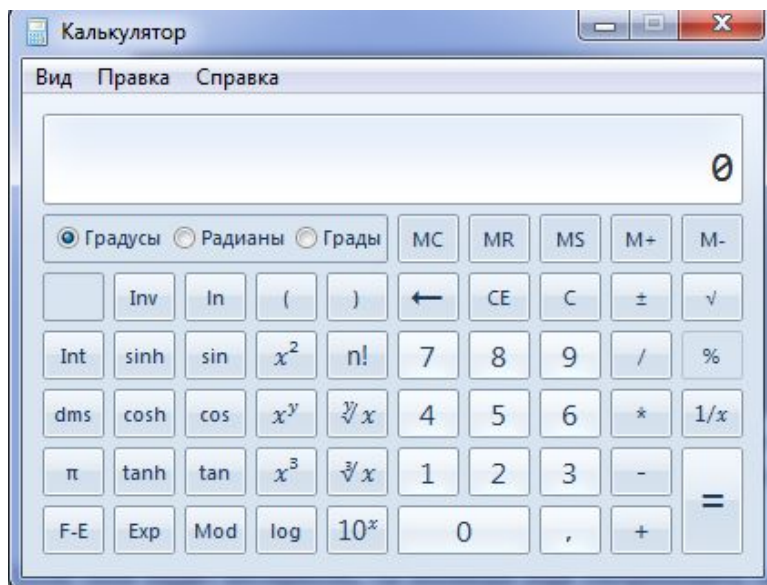 Калькулятор
Вид Правка Справка
0
Градусы Радианы Грады MC MR MS M+ M-
Inv ln ( ) ← CE C ± √
Int sinh sin x² n! 7 8 9 / %
dms cosh cos xʸ ʸ√x 4 5 6 * 1/x
π tanh tan x³ ³√x 1 2 3 - =
F-E Exp Mod log 10ˣ 0 , +